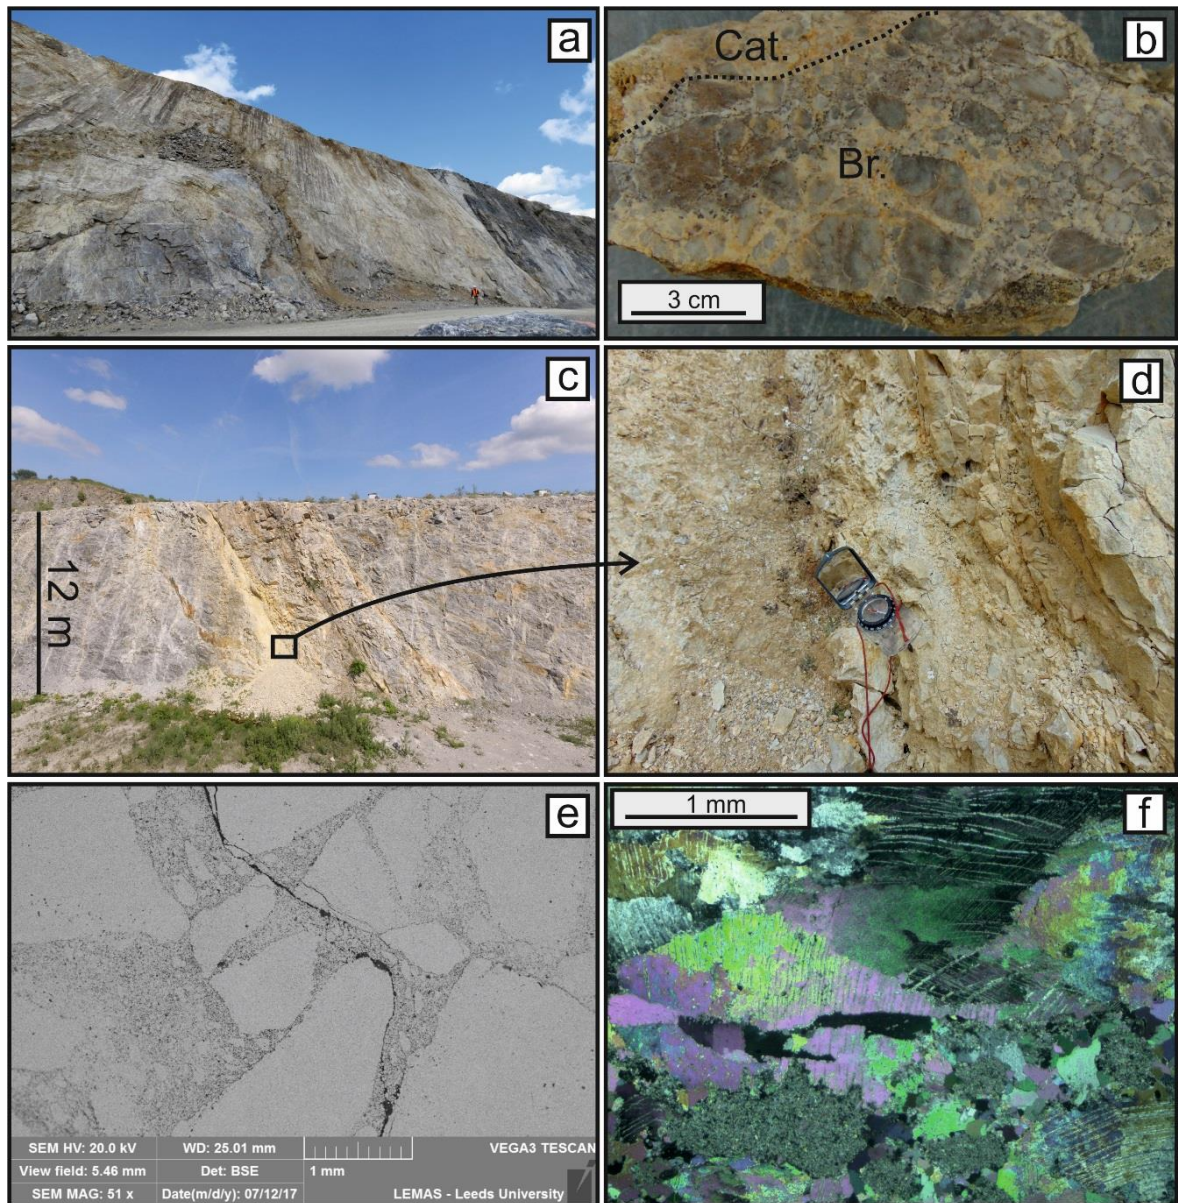 a
b
Cat.
Br.
3 cm
c
d
12 m
e
f
1 mm
SEM HV: 20.0 kV
WD: 25.01 mm
VEGA3 TESCAN
View field: 5.46 mm
Det: BSE
1 mm
SEM MAG: 51 x
Date(m/d/y): 07/12/17
LEMAS - Leeds University